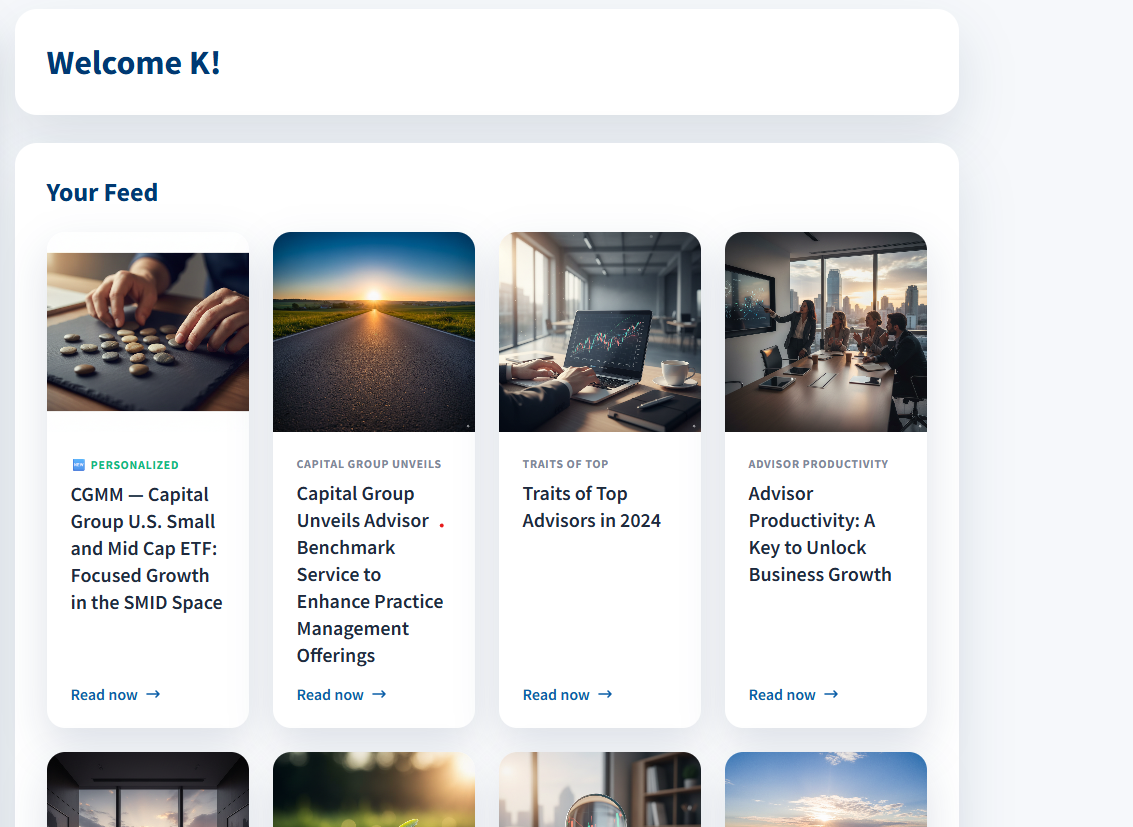 Welcome K!
Your Feed
🆕 PERSONALIZED
CGMM — Capital
Group U.S. Small
and Mid Cap ETF:
Focused Growth
in the SMID Space
Read now →
CAPITAL GROUP UNVEILS
Capital Group
Unveils Advisor
Benchmark
Service to
Enhance Practice
Management
Offerings
Read now →
TRAITS OF TOP
Traits of Top
Advisors in 2024
Read now →
ADVISOR PRODUCTIVITY
Advisor
Productivity: A
Key to Unlock
Business Growth
Read now →